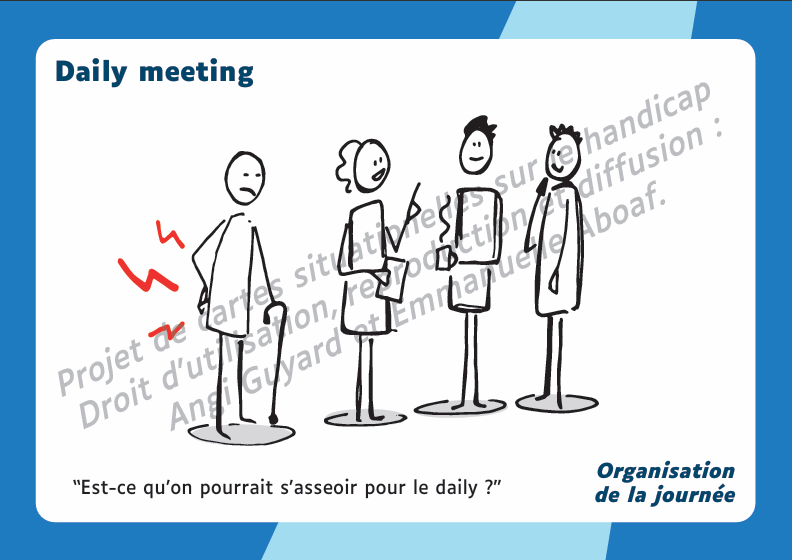 Daily meeting
Projet de cartes situationelles sur le handicap
Droit d'utilisation, reproduction et diffusion :
Angi Guyard et Emmanuelle Aboaf.
“Est-ce qu'on pourrait s'asseoir pour le daily ?”
Organisation
de la journée